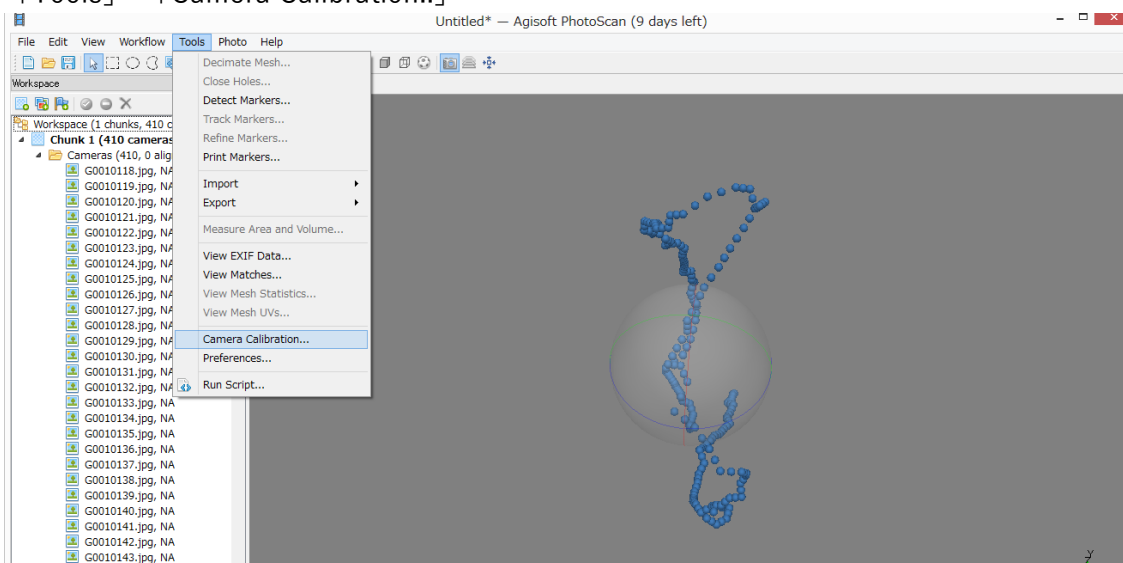 「Tools」－「Camera Calibration..」
Untitled* — Agisoft PhotoScan (9 days left)
File Edit View Workflow Tools Photo Help
Workspace
Workspace (1 chunks, 410 c
Chunk 1 (410 cameras
Cameras (410, 0 alig
G0010118.jpg, NA
G0010119.jpg, NA
G0010120.jpg, NA
G0010121.jpg, NA
G0010122.jpg, NA
G0010123.jpg, NA
G0010124.jpg, NA
G0010125.jpg, NA
G0010126.jpg, NA
G0010127.jpg, NA
G0010128.jpg, NA
G0010129.jpg, NA
G0010130.jpg, NA
G0010131.jpg, NA
G0010132.jpg, NA
G0010133.jpg, NA
G0010134.jpg, NA
G0010135.jpg, NA
G0010136.jpg, NA
G0010137.jpg, NA
G0010138.jpg, NA
G0010139.jpg, NA
G0010140.jpg, NA
G0010141.jpg, NA
G0010142.jpg, NA
G0010143.jpg, NA
Decimate Mesh...
Close Holes...
Detect Markers...
Track Markers...
Refine Markers...
Print Markers...
Import
Export
Measure Area and Volume...
View EXIF Data...
View Matches...
View Mesh Statistics...
View Mesh UVs...
Camera Calibration...
Preferences...
Run Script...
Y